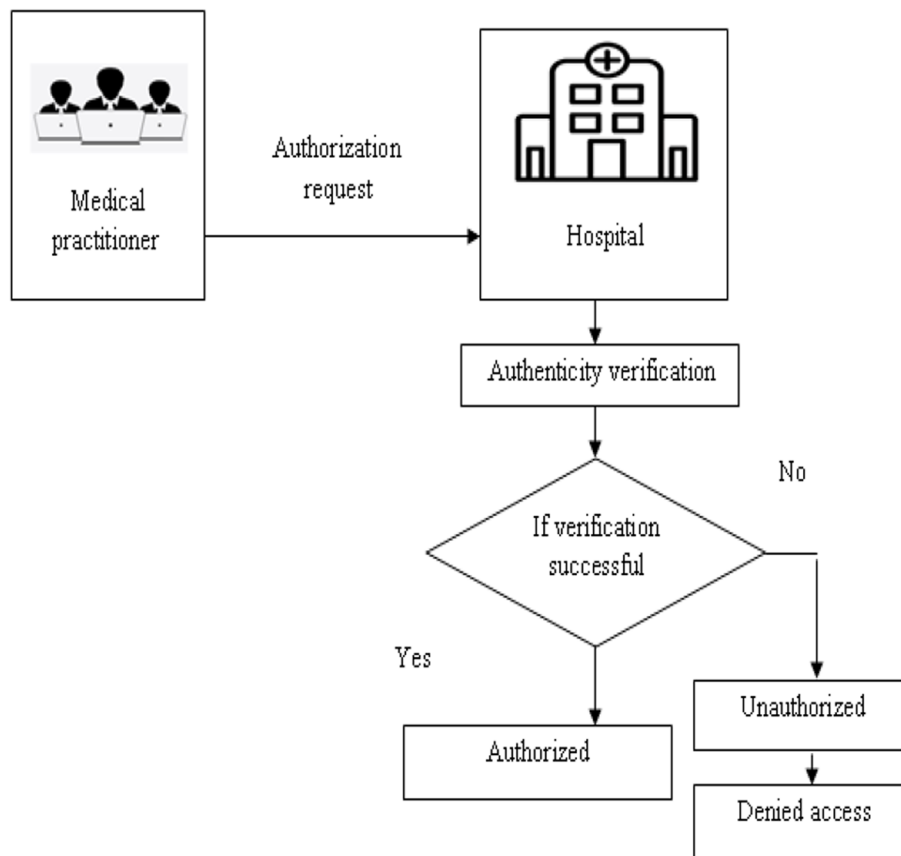 Medical
practitioner
Authorization
request
Hospital
Authenticity verification
If verification
successful
No
Yes
Authorized
Unauthorized
Denied access